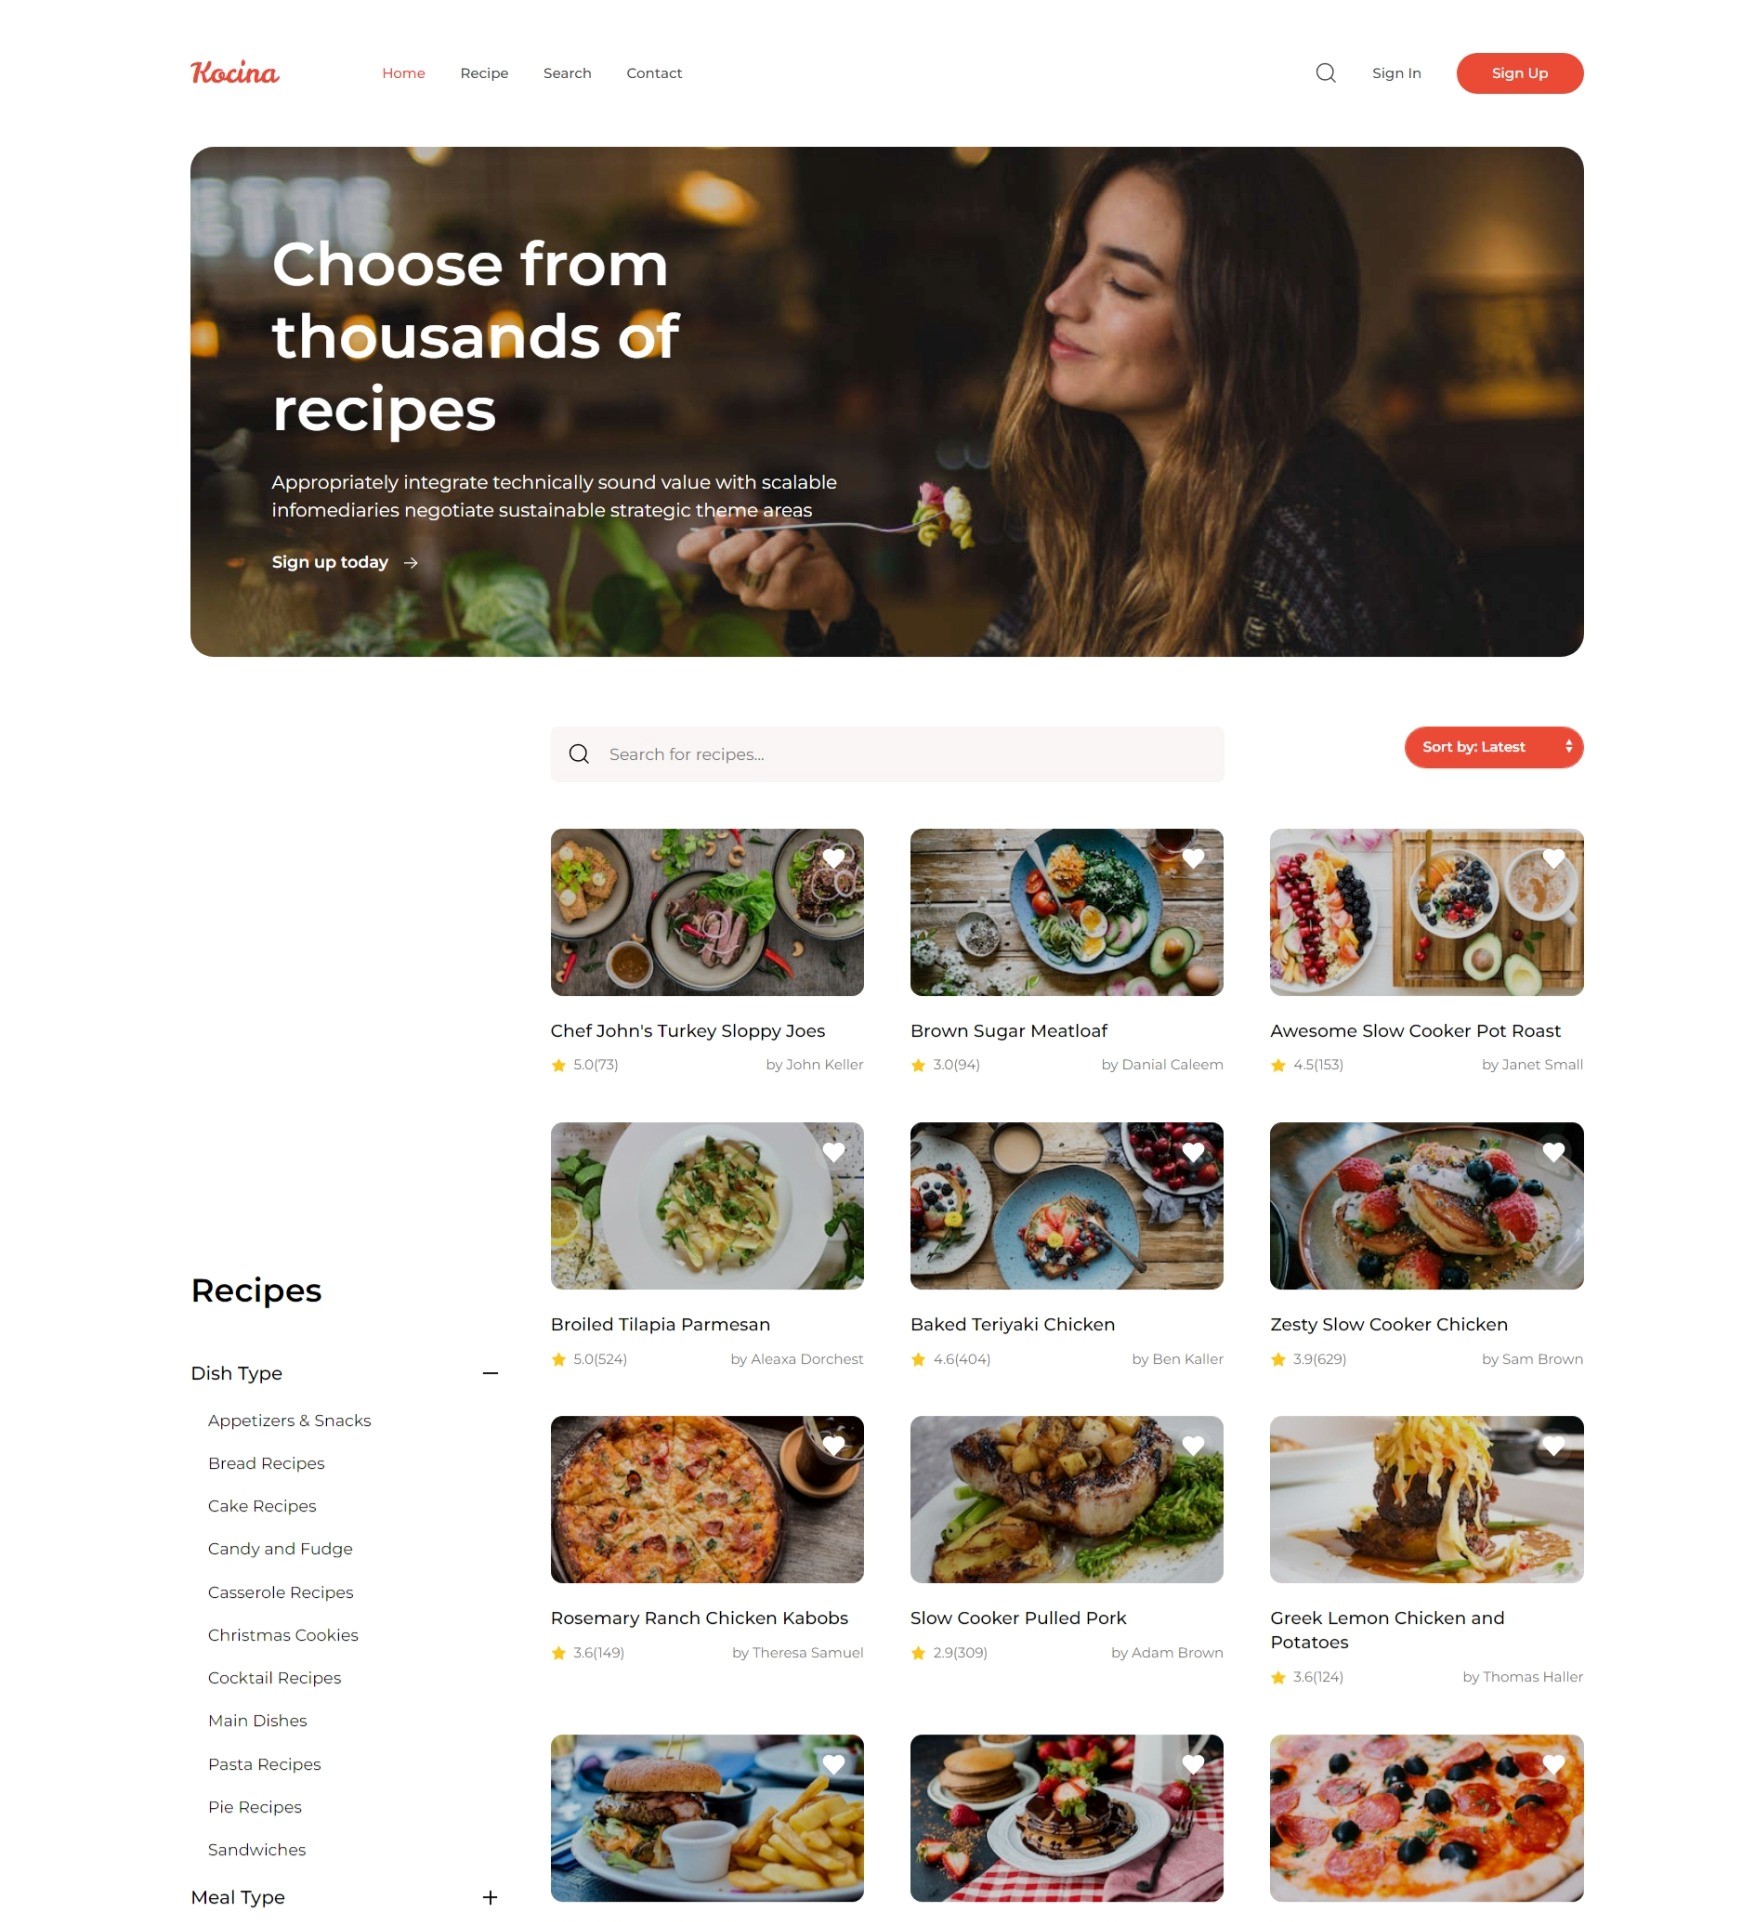 Kocina
Home
Recipe
Search
Contact
Sign In
Sign Up
ETTE
Choose from
thousands of
recipes
Appropriately integrate technically sound value with scalable
infomediaries negotiate sustainable strategic theme areas
Sign up today
Search for recipes...
Sort by: Latest
Chef John's Turkey Sloppy Joes
5.0(73)
by John Keller
Brown Sugar Meatloaf
3.0(94)
by Danial Caleem
Awesome Slow Cooker Pot Roast
4.5(153)
by Janet Small
Broiled Tilapia Parmesan
5.0(524)
by Aleaxa Dorchest
Baked Teriyaki Chicken
4.6(404)
by Ben Kaller
Zesty Slow Cooker Chicken
3.9(629)
by Sam Brown
Recipes
Dish Type
Appetizers & Snacks
Bread Recipes
Cake Recipes
Candy and Fudge
Casserole Recipes
Christmas Cookies
Cocktail Recipes
Main Dishes
Pasta Recipes
Pie Recipes
Sandwiches
Meal Type
Rosemary Ranch Chicken Kabobs
3.6(149)
by Theresa Samuel
Slow Cooker Pulled Pork
2.9(309)
by Adam Brown
Greek Lemon Chicken and
Potatoes
3.6(124)
by Thomas Haller